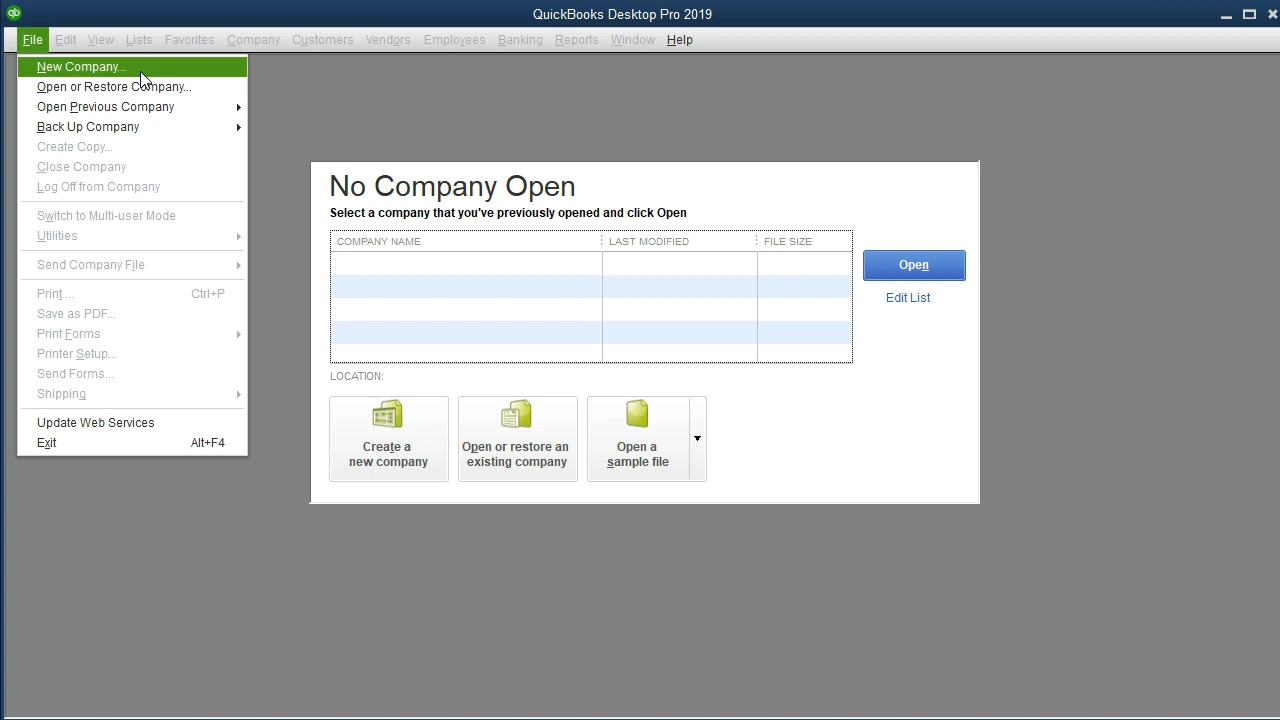 qb
QuickBooks Desktop Pro 2019
File Edit View Lists Favorites Company Customers Vendors Employees Banking Reports Window Help
New Company...
Open or Restore Company...
Open Previous Company
Back Up Company
Create Copy...
Close Company
Log Off from Company
Switch to Multi-user Mode
Utilities
Send Company File
Print ... Ctrl+P
Save as PDF...
Print Forms
Printer Setup...
Send Forms...
Shipping
Update Web Services
Exit Alt+F4
No Company Open
Select a company that you've previously opened and click Open
COMPANY NAME LAST MODIFIED FILE SIZE
Open
Edit List
LOCATION:
Create a
new company
Open or restore an
existing company
Open a
sample file